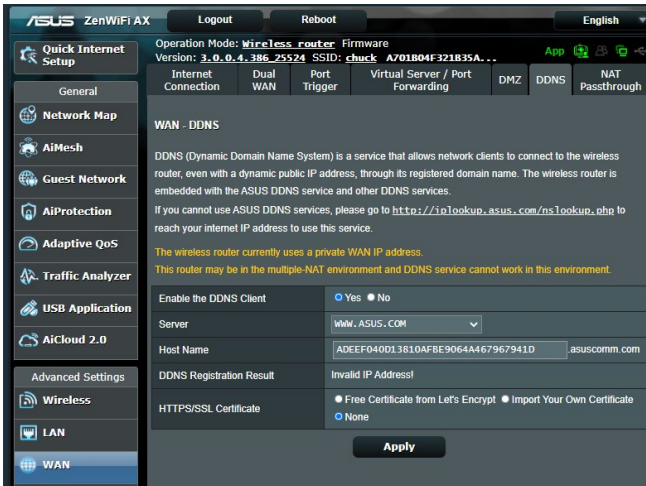 ASUS ZenWiFi AX Logout Reboot English
Quick Internet Setup
Operation Mode: Wireless router Firmware
Version: 3.0.0.4.386_25524 SSID: chuck A701B04F321B35A...
App
General
Network Map
AiMesh
Guest Network
AiProtection
Adaptive QoS
Traffic Analyzer
USB Application
AiCloud 2.0
Advanced Settings
Wireless
LAN
WAN
Internet Connection Dual WAN Port Trigger Virtual Server / Port Forwarding DMZ DDNS NAT Passthrough
WAN - DDNS
DDNS (Dynamic Domain Name System) is a service that allows network clients to connect to the wireless
router, even with a dynamic public IP address, through its registered domain name. The wireless router is
embedded with the ASUS DDNS service and other DDNS services.
If you cannot use ASUS DDNS services, please go to http://iplookup.asus.com/nslookup.php to
reach your internet IP address to use this service.
The wireless router currently uses a private WAN IP address.
This router may be in the multiple-NAT environment and DDNS service cannot work in this environment.
Enable the DDNS Client Yes No
Server WWW.ASUS.COM
Host Name ADEEF040D13810AFBE9064A467967941D .asuscomm.com
DDNS Registration Result Invalid IP Address!
HTTPS/SSL Certificate Free Certificate from Let's Encrypt Import Your Own Certificate
None
Apply